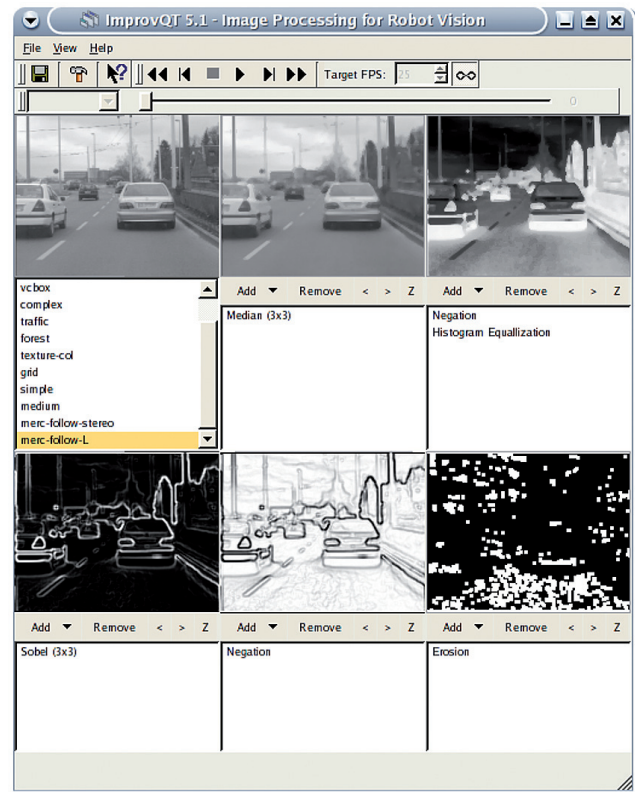 ImprovQT 5.1 - Image Processing for Robot Vision
File View Help
Target FPS: 25
0
vcbox
complex
traffic
forest
texture-col
grid
simple
medium
merc-follow-stereo
merc-follow-L
Add Remove < > Z
Median (3x3)
Add Remove < > Z
Negation
Histogram Equallization
Add Remove < > Z
Sobel (3x3)
Add Remove < > Z
Negation
Add Remove < > Z
Erosion